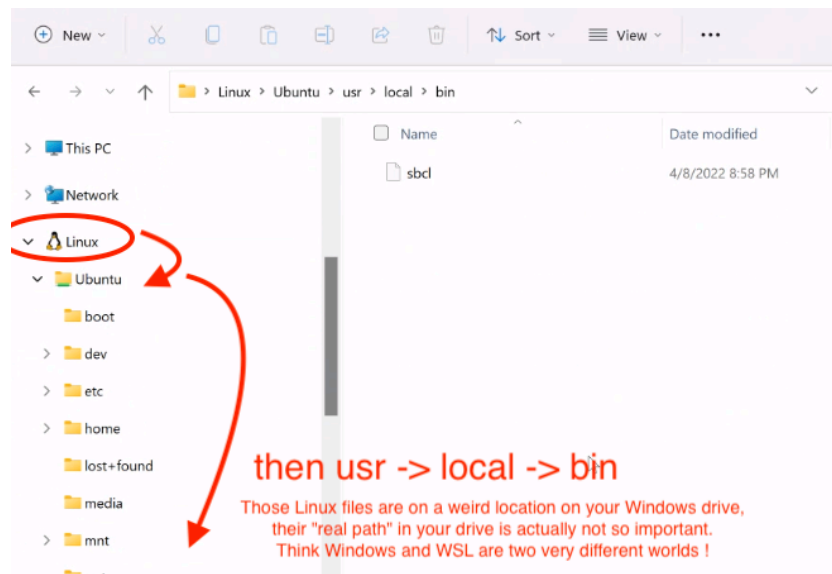 New
Sort
View
Linux > Ubuntu > usr > local > bin
Name
Date modified
This PC
sbcl
4/8/2022 8:58 PM
Network
Linux
Ubuntu
boot
dev
etc
home
lost+found
media
mnt
then usr -> local -> bin
Those Linux files are on a weird location on your Windows drive,
their "real path" in your drive is actually not so important.
Think Windows and WSL are two very different worlds !